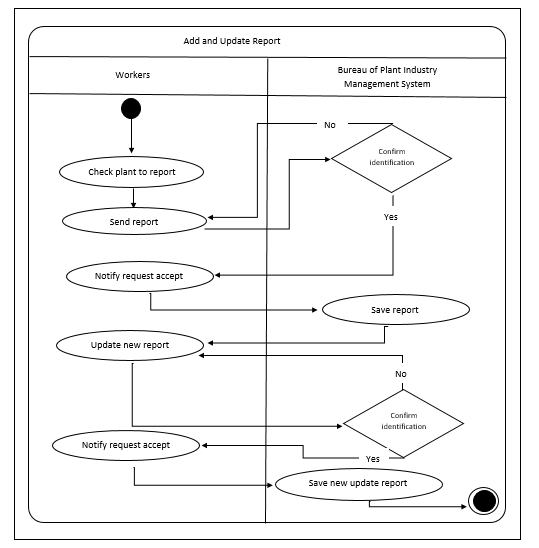 Add and Update Report
Workers
Bureau of Plant Industry
Management System
No
Confirm
identification
Check plant to report
Send report
Yes
Notify request accept
Save report
Update new report
No
Confirm
identification
Notify request accept
Yes
Save new update report